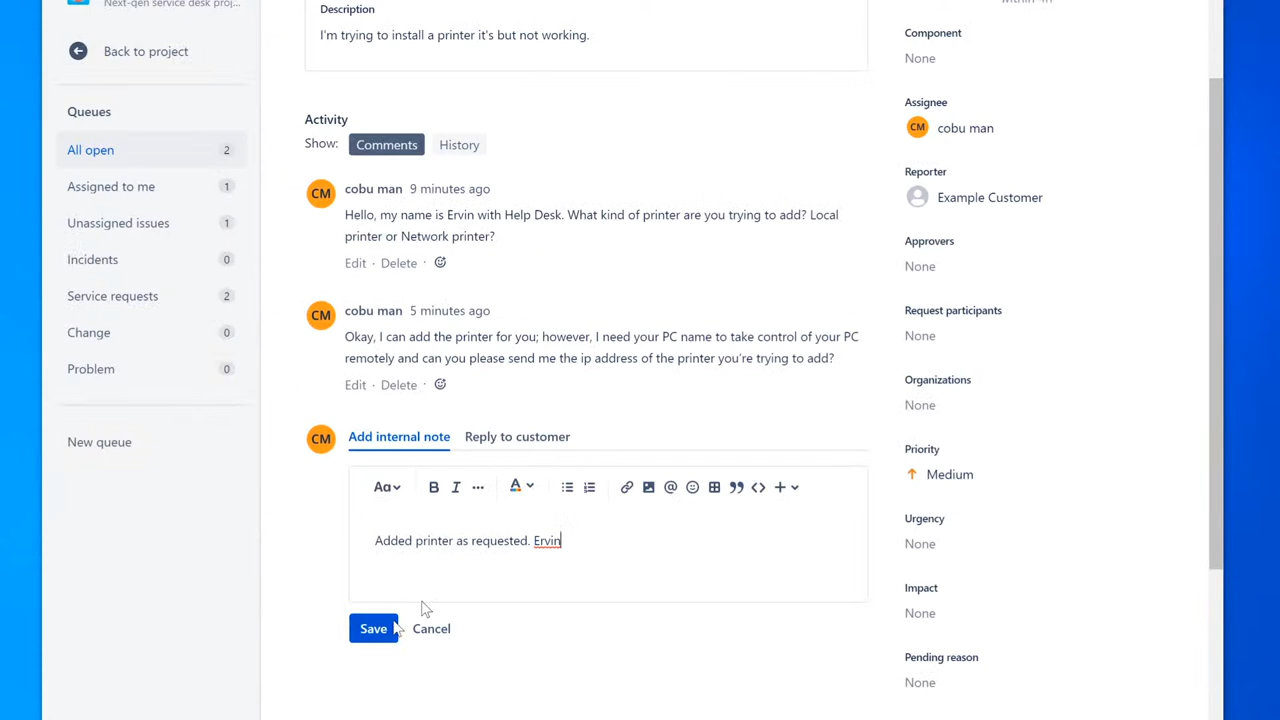 Next-gen service desk proj...
Back to project
Queues
All open 2
Assigned to me 1
Unassigned issues 1
Incidents 0
Service requests 2
Change 0
Problem 0
New queue
Description
I'm trying to install a printer it's but not working.
Activity
Show: Comments History
CM cobu man 9 minutes ago
Hello, my name is Ervin with Help Desk. What kind of printer are you trying to add? Local
printer or Network printer?
Edit · Delete ·
CM cobu man 5 minutes ago
Okay, I can add the printer for you; however, I need your PC name to take control of your PC
remotely and can you please send me the ip address of the printer you're trying to add?
Edit · Delete ·
CM Add internal note Reply to customer
Aa B I ... A
Added printer as requested. Ervin
Save Cancel
Component
None
Assignee
CM cobu man
Reporter
Example Customer
Approvers
None
Request participants
None
Organizations
None
Priority
Medium
Urgency
None
Impact
None
Pending reason
None